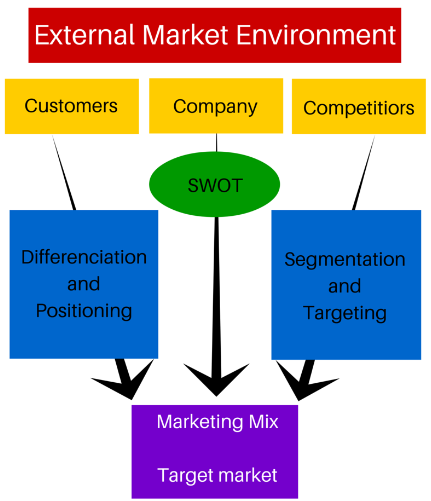 External Market Environment
Customers
Company
Competitiors
SWOT
Differenciation
and
Positioning
Segmentation
and
Targeting
Marketing Mix
Target market